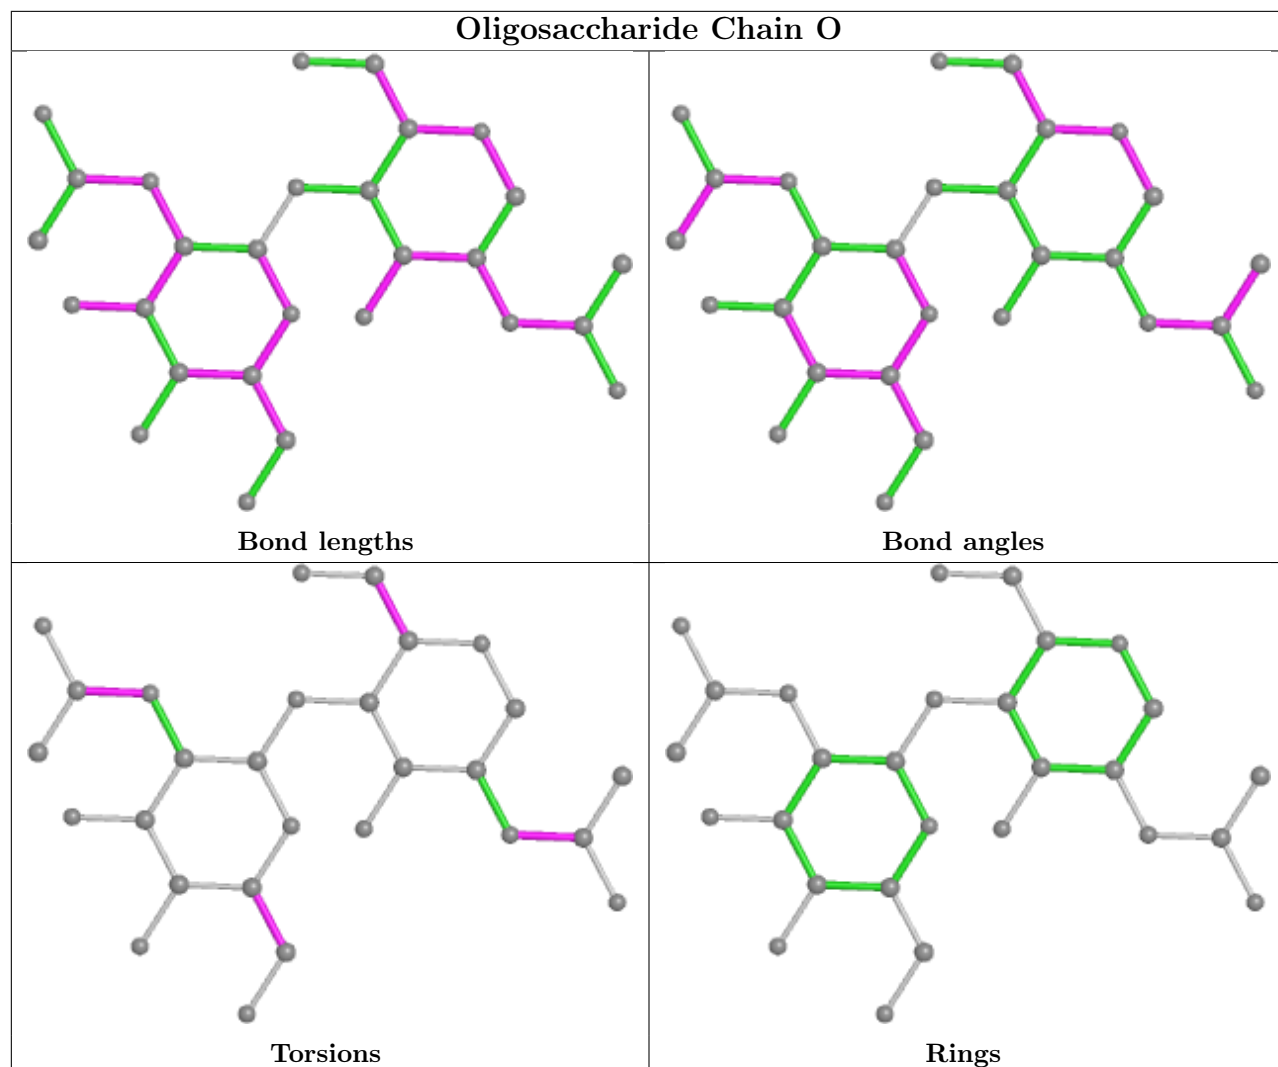 Oligosaccharide Chain O
Bond lengths
Bond angles
Torsions
Rings